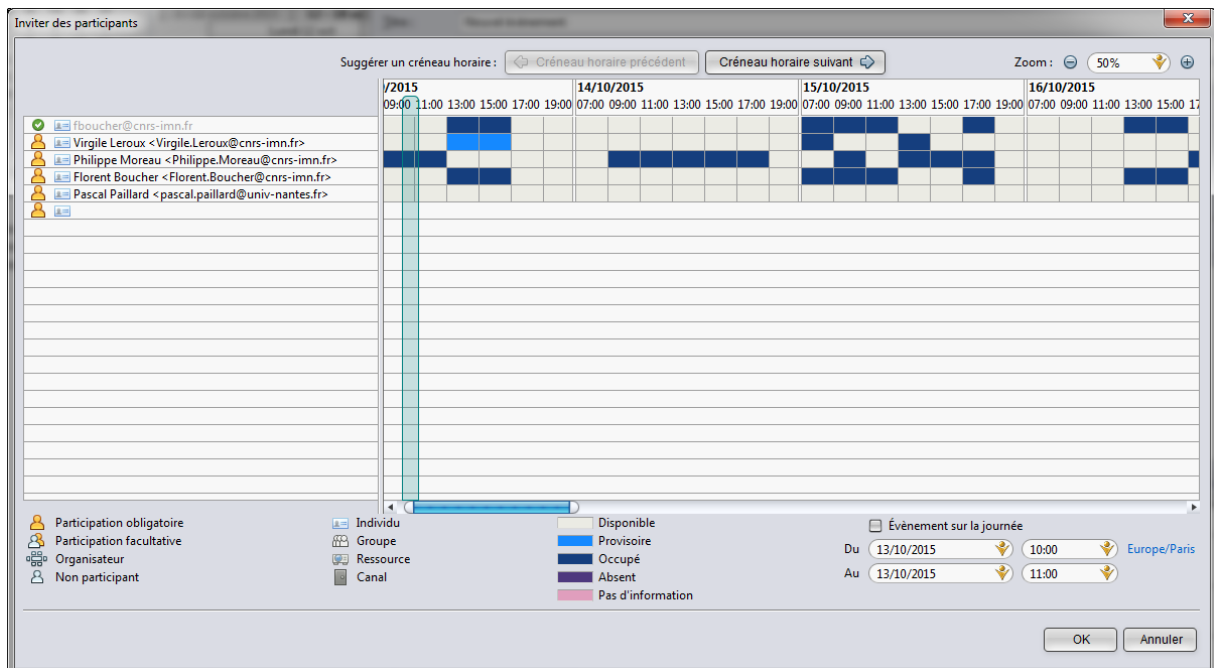 Inviter des participants
Suggérer un créneau horaire : Créneau horaire précédent Créneau horaire suivant Zoom : 50%
/2015 14/10/2015 15/10/2015 16/10/2015
09:00 11:00 13:00 15:00 17:00 19:00 07:00 09:00 11:00 13:00 15:00 17:00 19:00 07:00 09:00 11:00 13:00 15:00 17:00 19:00 07:00 09:00 11:00 13:00 15:00 17
fboucher@cnrs-imn.fr
Virgile Leroux <Virgile.Leroux@cnrs-imn.fr>
Philippe Moreau <Philippe.Moreau@cnrs-imn.fr>
Florent Boucher <Florent.Boucher@cnrs-imn.fr>
Pascal Paillard <pascal.paillard@univ-nantes.fr>
Participation obligatoire Individu Disponible Évènement sur la journée
Participation facultative Groupe Provisoire Du 13/10/2015 10:00 Europe/Paris
Organisateur Ressource Occupé
Non participant Canal Absent Au 13/10/2015 11:00
Pas d'information
OK Annuler